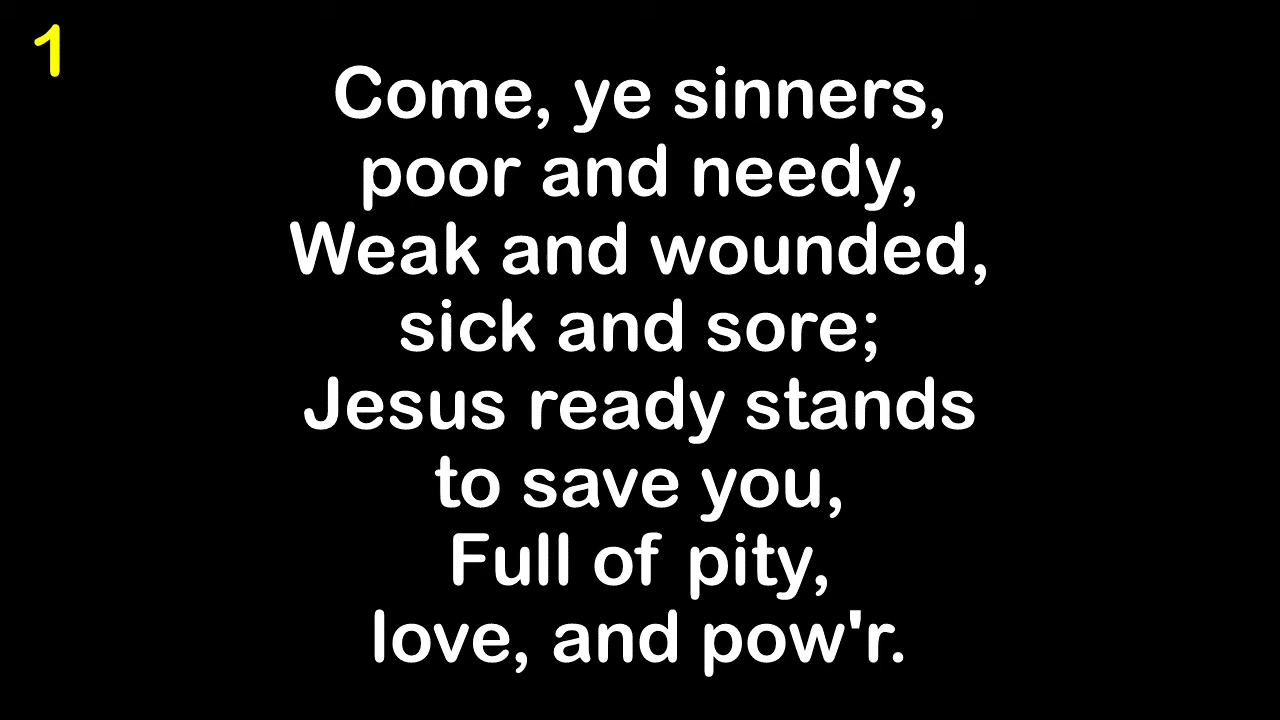 1
Come, ye sinners,
poor and needy,
Weak and wounded,
sick and sore;
Jesus ready stands
to save you,
Full of pity,
love, and pow'r.